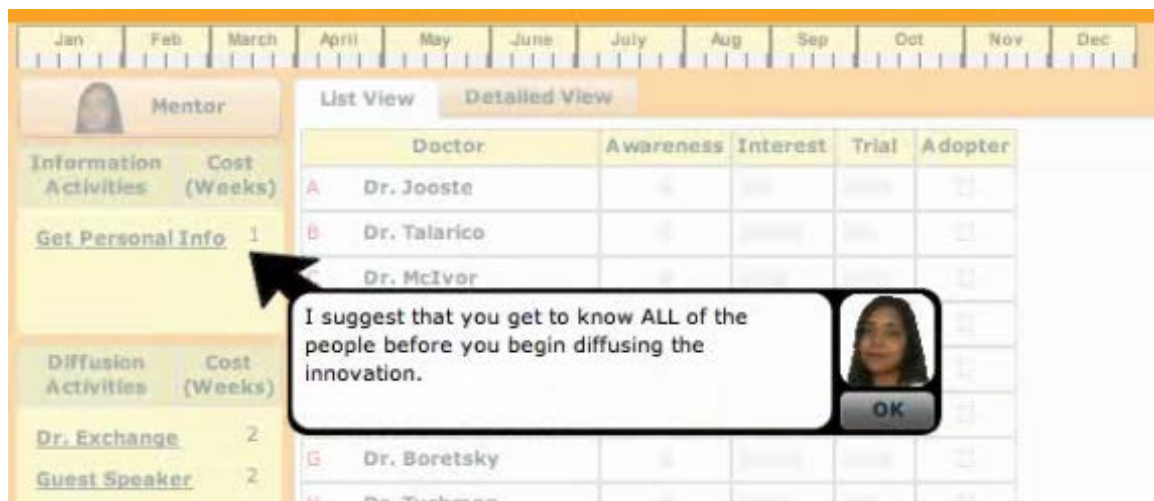 Jan Feb March April May June July Aug Sep Oct Nov Dec
Mentor
List View Detailed View
Information Activities Cost (Weeks)
Get Personal Info 1
Doctor Awareness Interest Trial Adopter
A Dr. Jooste
B Dr. Talarico
C Dr. McIvor
I suggest that you get to know ALL of the
people before you begin diffusing the
innovation.
OK
Diffusion Activities Cost (Weeks)
Dr. Exchange 2
Guest Speaker 2
G Dr. Boretsky